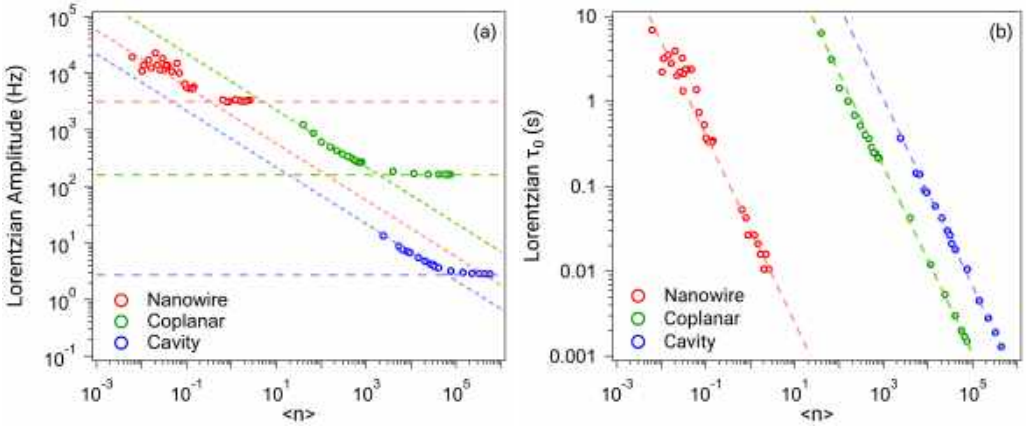 (a)
Lorentzian Amplitude (Hz)
10^5
10^4
10^3
10^2
10^1
10^0
10^-1
Nanowire
Coplanar
Cavity
10^-3
10^-1
10^1
10^3
10^5
<n>
(b)
Lorentzian τ_0 (s)
10
1
0.1
0.01
0.001
Nanowire
Coplanar
Cavity
10^-3
10^-1
10^1
10^3
10^5
<n>